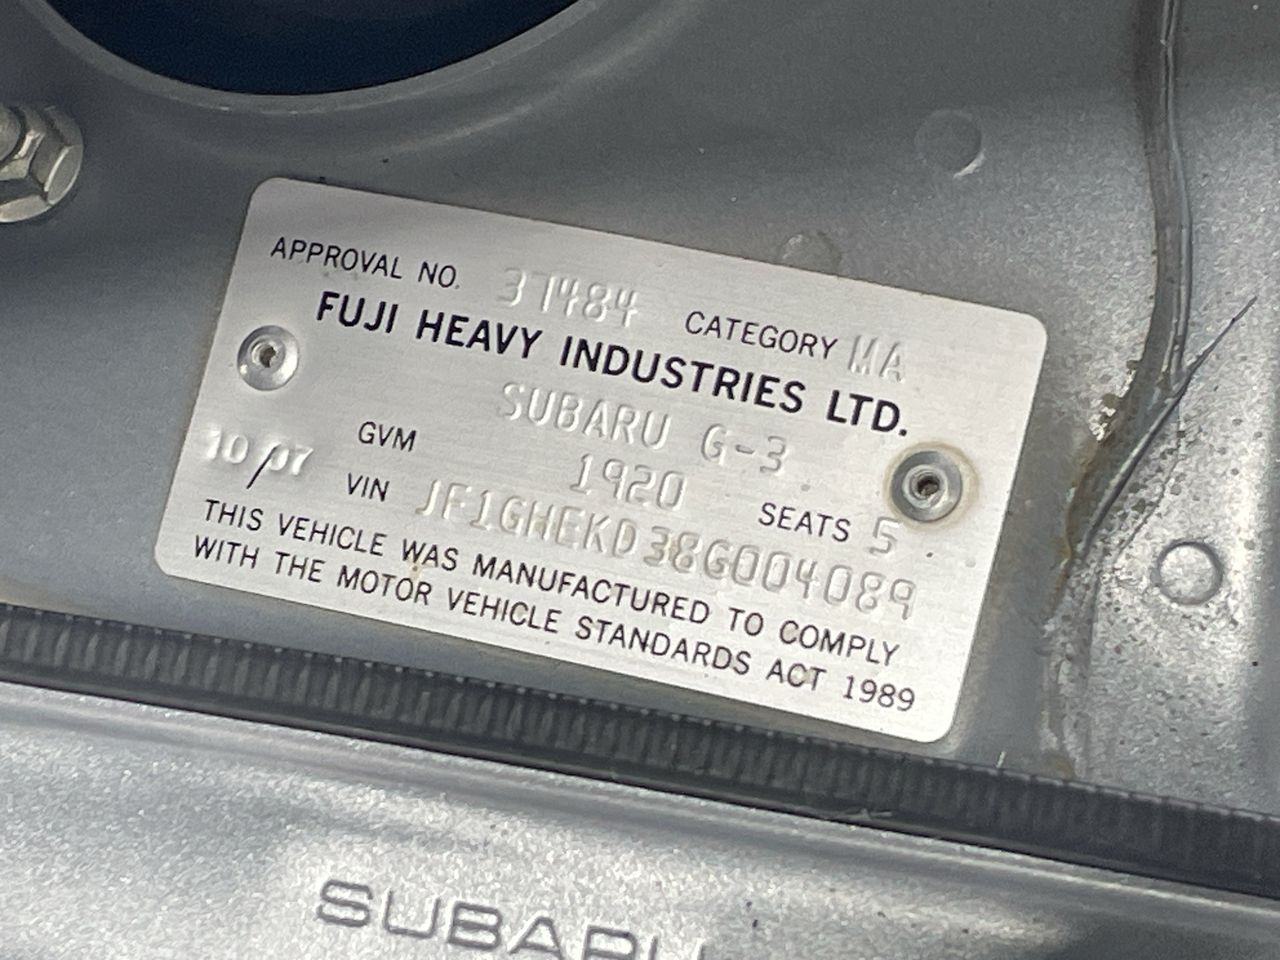 APPROVAL NO. 37484 CATEGORY MA
FUJI HEAVY INDUSTRIES LTD.
SUBARU G-3
10/07 GVM 1920 SEATS 5
VIN JF1GHEKD38G004089
THIS VEHICLE WAS MANUFACTURED TO COMPLY
WITH THE MOTOR VEHICLE STANDARDS ACT 1989
SUBARU